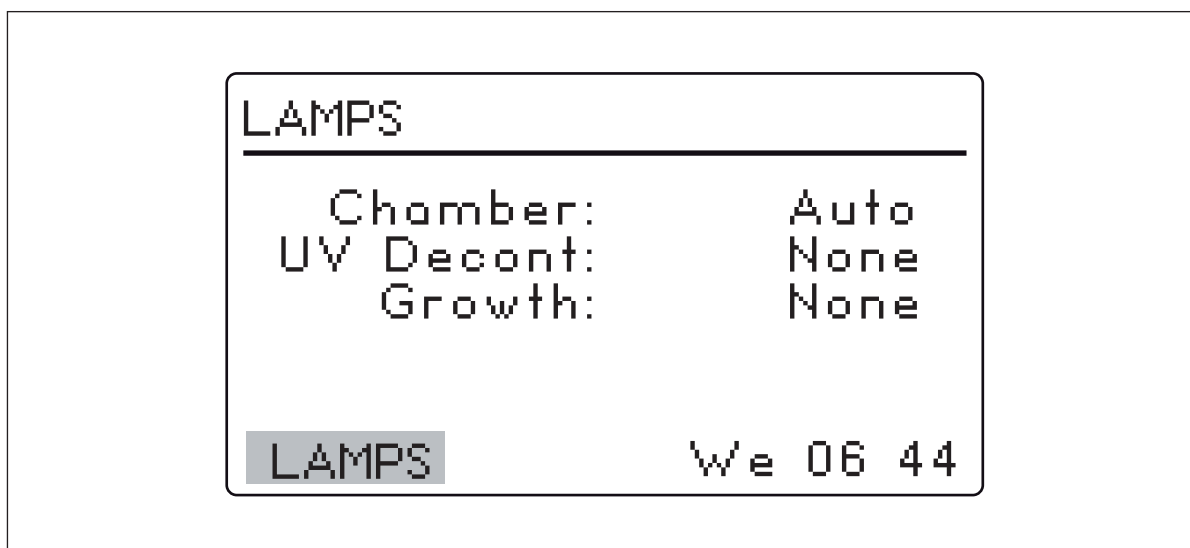 LAMPS
Chamber: Auto
UV Decont: None
Growth: None
LAMPS We 06 44